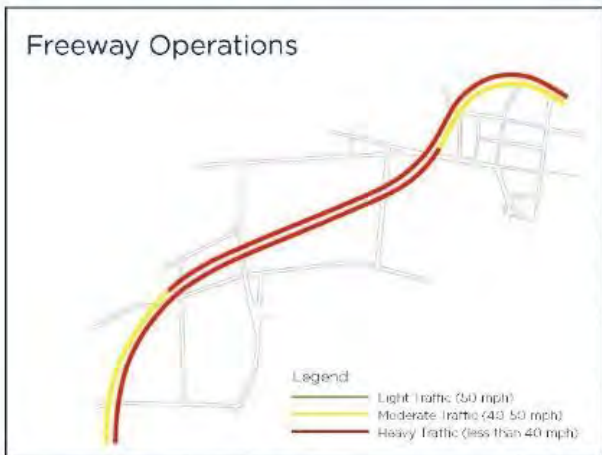 Freeway Operations
Legend
Light Traffic (50 mph)
Moderate Traffic (40-50 mph)
Heavy Traffic (less than 40 mph)